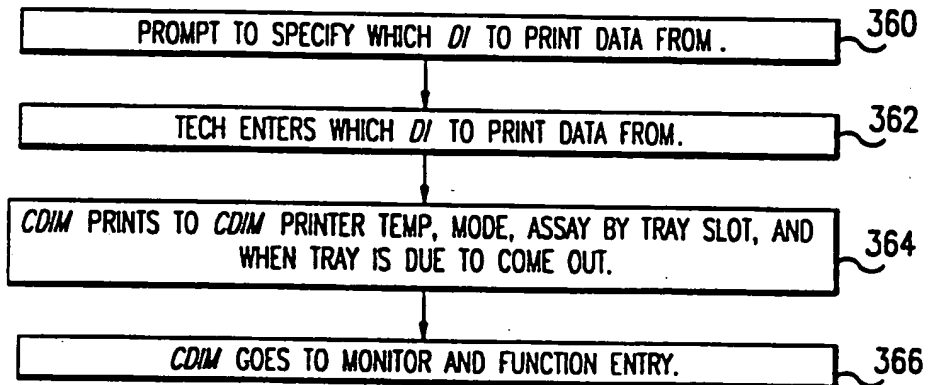 PROMPT TO SPECIFY WHICH DI TO PRINT DATA FROM.
360
TECH ENTERS WHICH DI TO PRINT DATA FROM.
362
CDIM PRINTS TO CDIM PRINTER TEMP, MODE, ASSAY BY TRAY SLOT, AND
WHEN TRAY IS DUE TO COME OUT.
364
CDIM GOES TO MONITOR AND FUNCTION ENTRY.
366